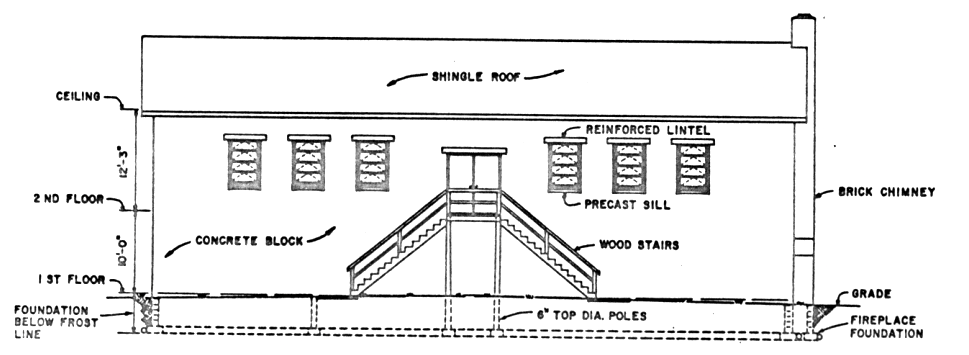 SHINGLE ROOF
CEILING
REINFORCED LINTEL
12'-3"
BRICK CHIMNEY
2 ND FLOOR
PRECAST SILL
CONCRETE BLOCK
WOOD STAIRS
10'-0"
1 ST FLOOR
GRADE
FOUNDATION
BELOW FROST
LINE
6" TOP DIA. POLES
FIREPLACE
FOUNDATION